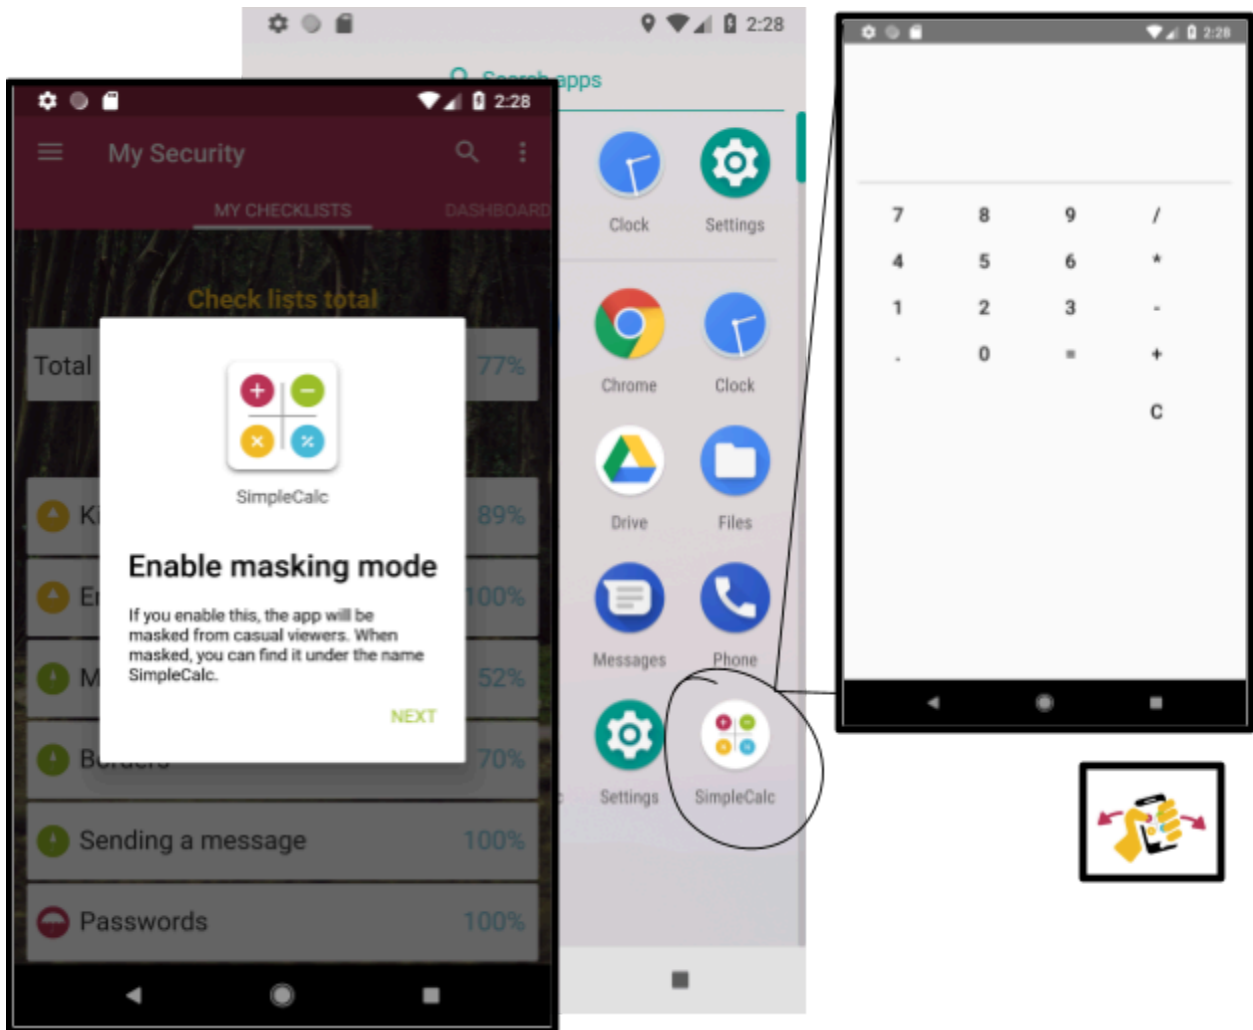 2:28
Search apps
2:28
My Security
MY CHECKLISTS
DASHBOARD
Check lists total
Total
77%
SimpleCalc
Enable masking mode
If you enable this, the app will be
masked from casual viewers. When
masked, you can find it under the name
SimpleCalc.
NEXT
89%
100%
52%
Borders
70%
Sending a message
100%
Passwords
100%
Clock
Settings
Chrome
Clock
Drive
Files
Messages
Phone
Settings
SimpleCalc
2:28
7 8 9 /
4 5 6 *
1 2 3 -
. 0 = +
C